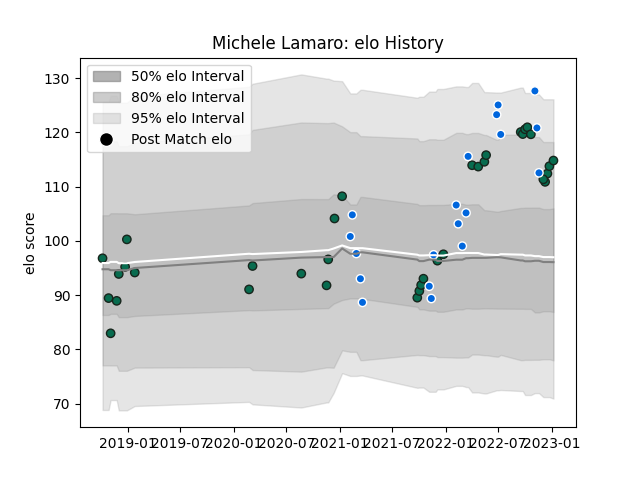 Michele Lamaro: elo History
50% elo Interval
80% elo Interval
95% elo Interval
Post Match elo
elo score
130
120
110
100
90
80
70
2019-01 2019-07 2020-01 2020-07 2021-01 2021-07 2022-01 2022-07 2023-01